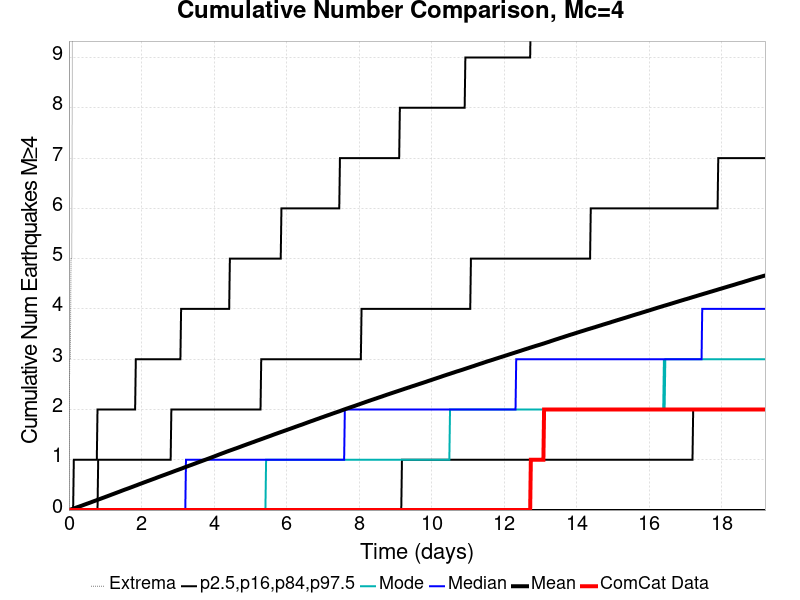 Cumulative Number Comparison, Mc=4
Cumulative Num Earthquakes M≥4
9
8
7
6
5
4
3
2
1
0
0 2 4 6 8 10 12 14 16 18
Time (days)
Extrema p2.5,p16,p84,p97.5 Mode Median Mean ComCat Data